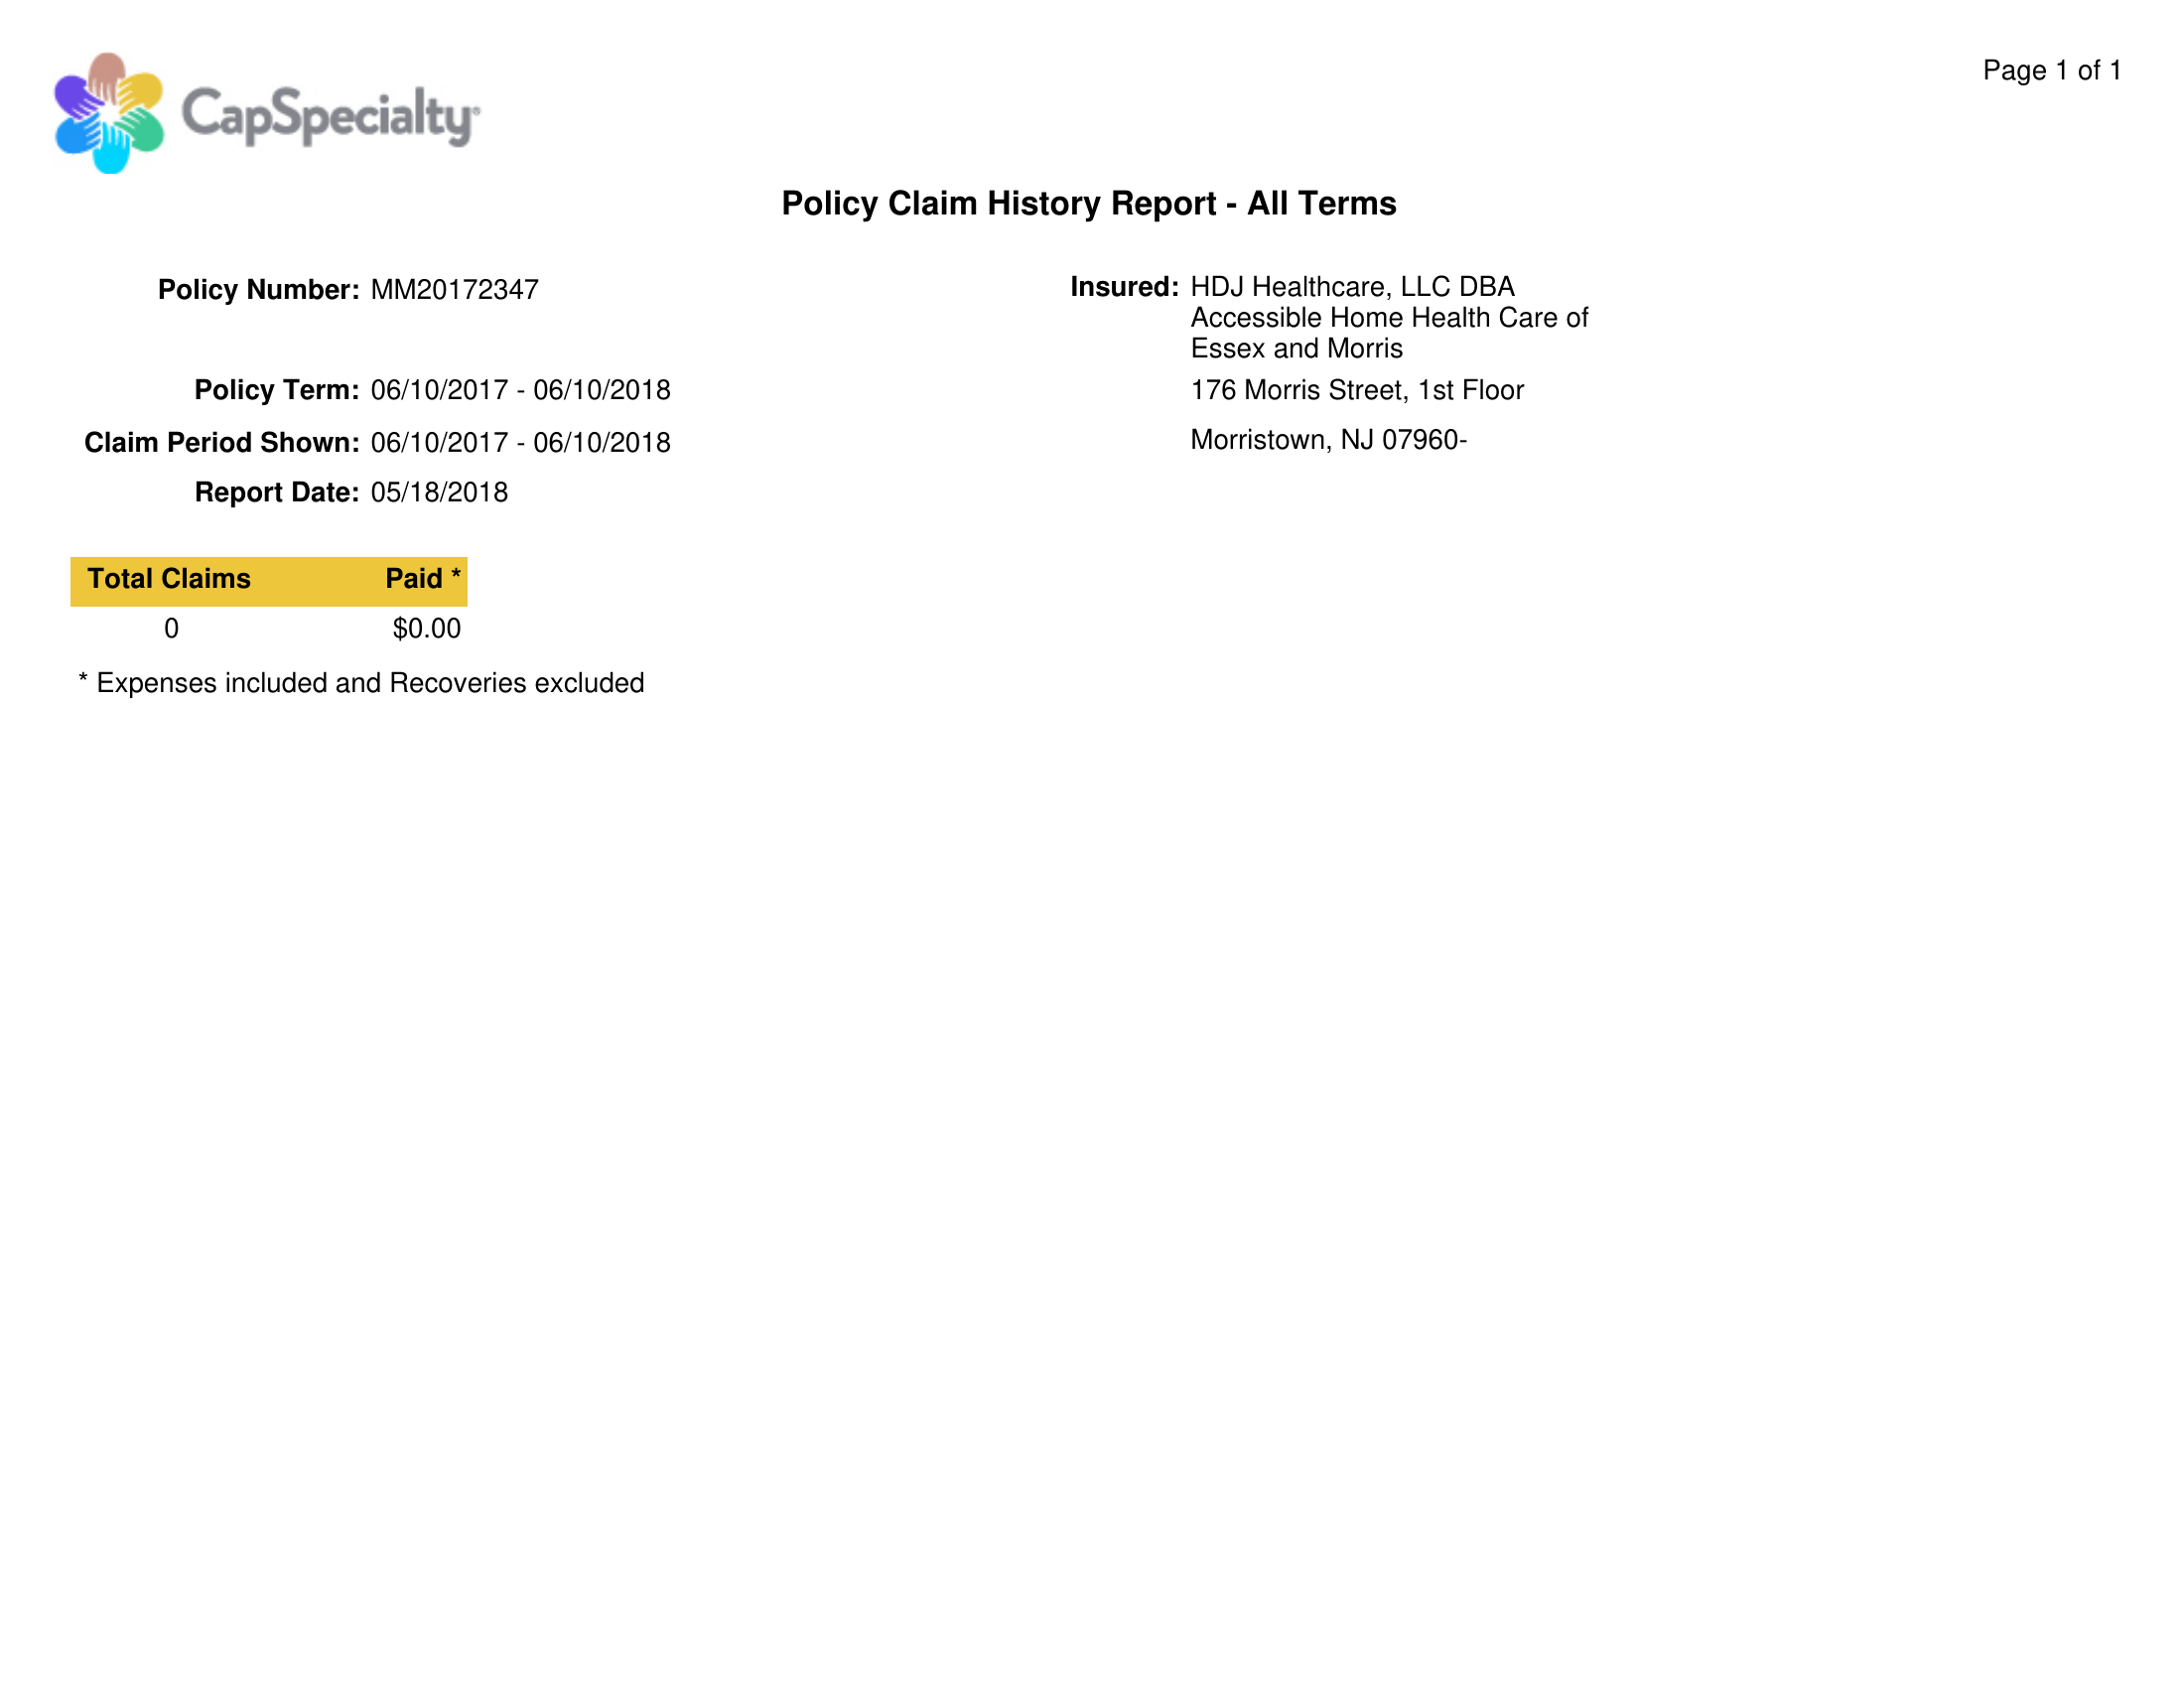 CapSpecialty®
Page 1 of 1
Policy Claim History Report - All Terms
Policy Number: MM20172347
Insured: HDJ Healthcare, LLC DBA
Accessible Home Health Care of
Essex and Morris
Policy Term: 06/10/2017 - 06/10/2018
176 Morris Street, 1st Floor
Claim Period Shown: 06/10/2017 - 06/10/2018
Morristown, NJ 07960-
Report Date: 05/18/2018
Total Claims Paid *
0 $0.00
* Expenses included and Recoveries excluded